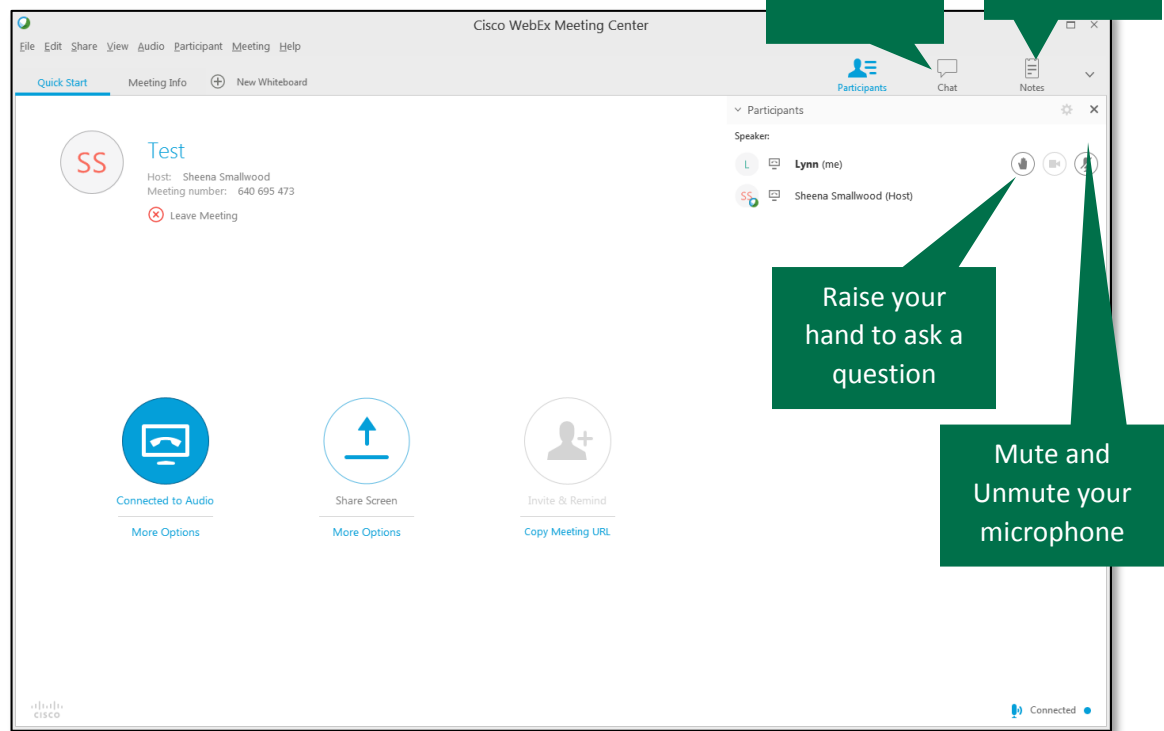 Cisco WebEx Meeting Center
File Edit Share View Audio Participant Meeting Help
Quick Start Meeting Info New Whiteboard
Participants Chat Notes
Participants
Speaker:
L Lynn (me)
SS Sheena Smallwood (Host)
SS
Test
Host: Sheena Smallwood
Meeting number: 640 695 473
Leave Meeting
Raise your
hand to ask a
question
Mute and
Unmute your
microphone
Connected to Audio Share Screen Invite & Remind
More Options More Options Copy Meeting URL
CISCO
Connected